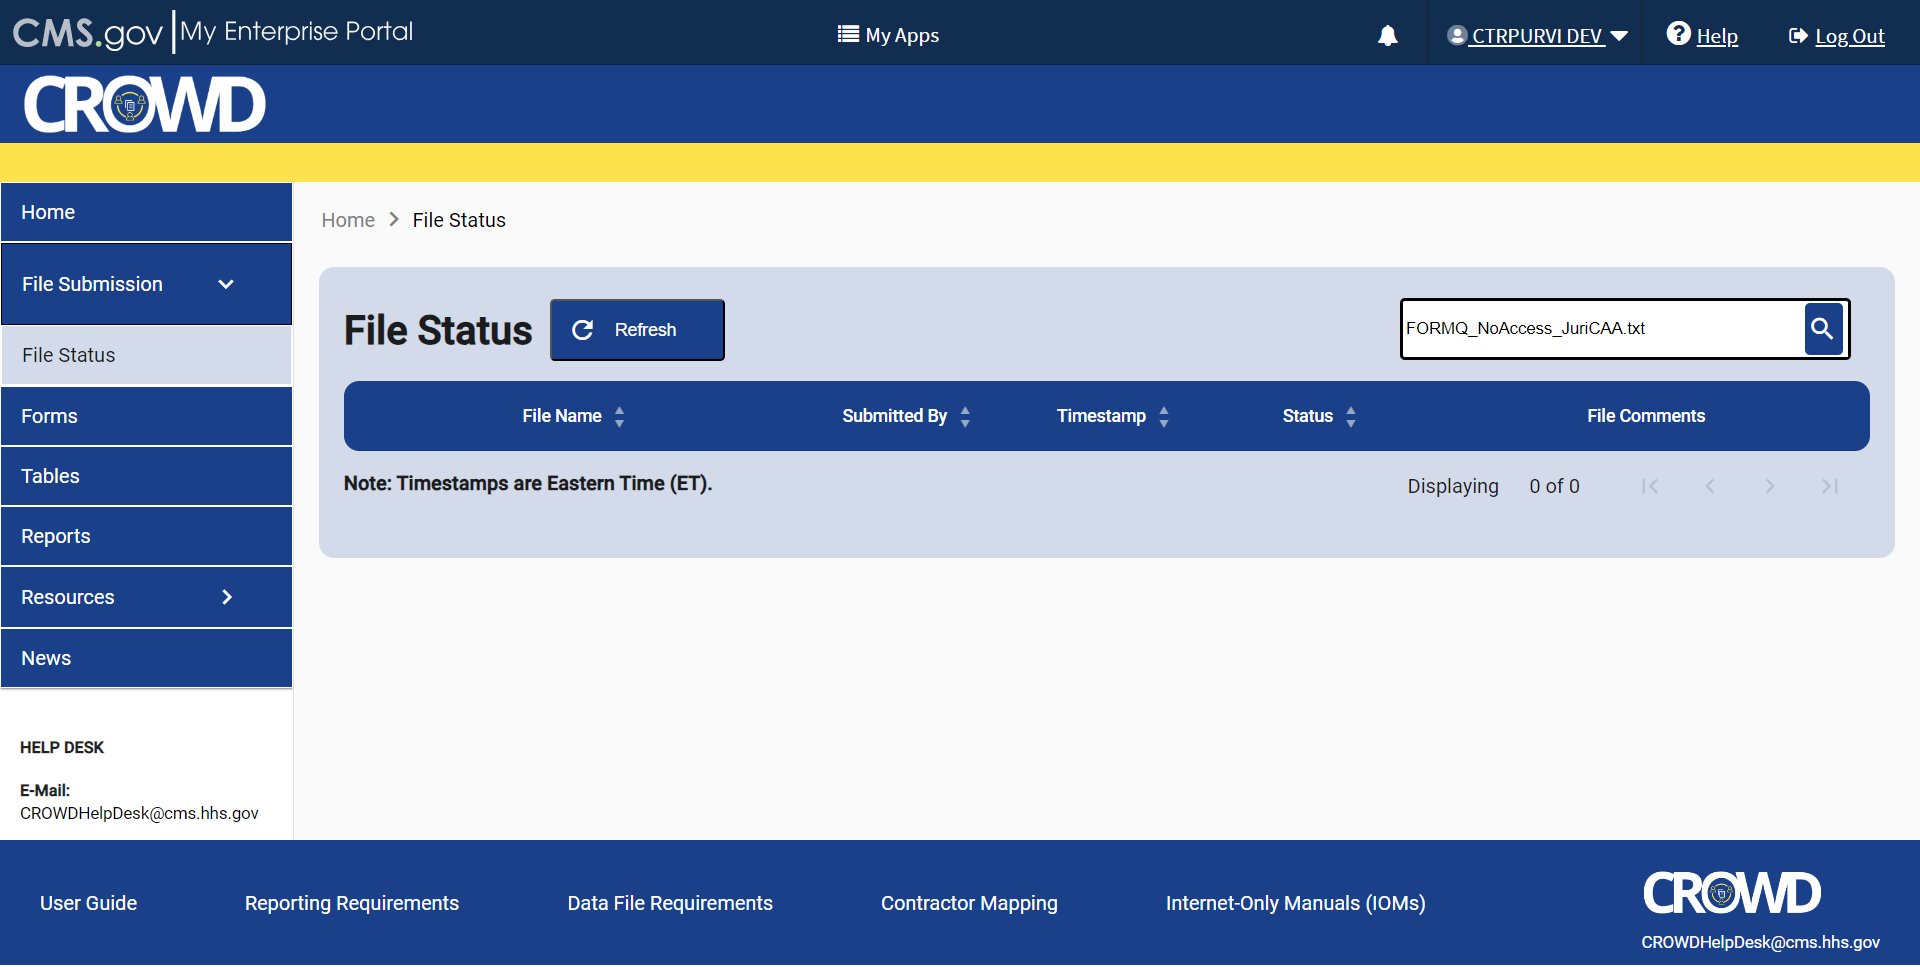 CMS.gov My Enterprise Portal
My Apps
CTRPURVI DEV
Help
Log Out
CROWD
Home
File Submission
File Status
Forms
Tables
Reports
Resources
News
HELP DESK
E-Mail:
CROWDHelpDesk@cms.hhs.gov
Home File Status
File Status
Refresh
FORMQ_NoAccess_JuriCAA.txt
File Name Submitted By Timestamp Status File Comments
Note: Timestamps are Eastern Time (ET).
Displaying 0 of 0
User Guide
Reporting Requirements
Data File Requirements
Contractor Mapping
Internet-Only Manuals (IOMs)
CROWD
CROWDHelpDesk@cms.hhs.gov